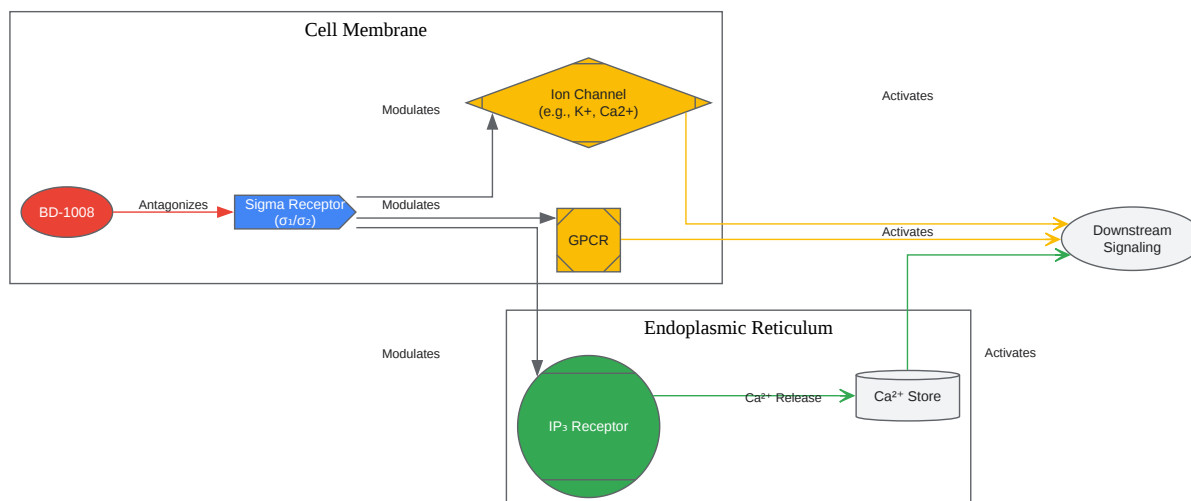 Cell Membrane
Ion Channel
(e.g., K+, Ca2+)
Modulates
Activates
BD-1008
Antagonizes
Sigma Receptor
(σ₁/σ₂)
Modulates
GPCR
Activates
Downstream
Signaling
Endoplasmic Reticulum
Modulates
Activates
IP₃ Receptor
Ca²⁺ Release
Ca²⁺ Store